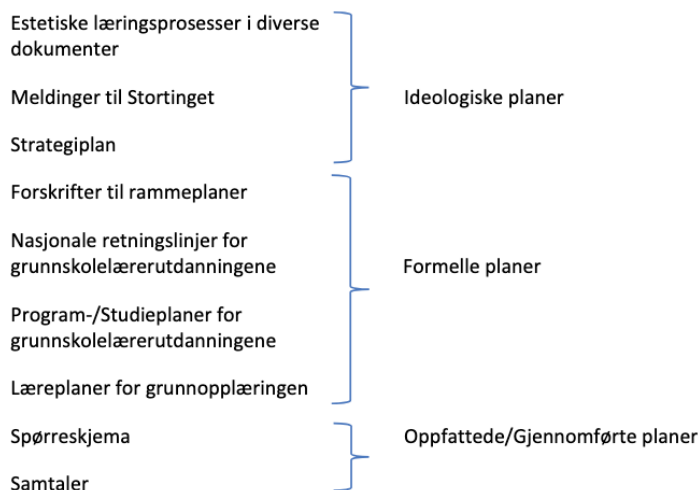 Estetiske læringsprosesser i diverse
dokumenter
Meldinger til Stortinget
Ideologiske planer
Strategiplan
Forskrifter til rammeplaner
Nasjonale retningslinjer for
grunnskolelærerutdanningene
Formelle planer
Program-/Studieplaner for
grunnskolelærerutdanningene
Læreplaner for grunnopplæringen
Spørreskjema
Oppfattede/Gjennomførte planer
Samtaler